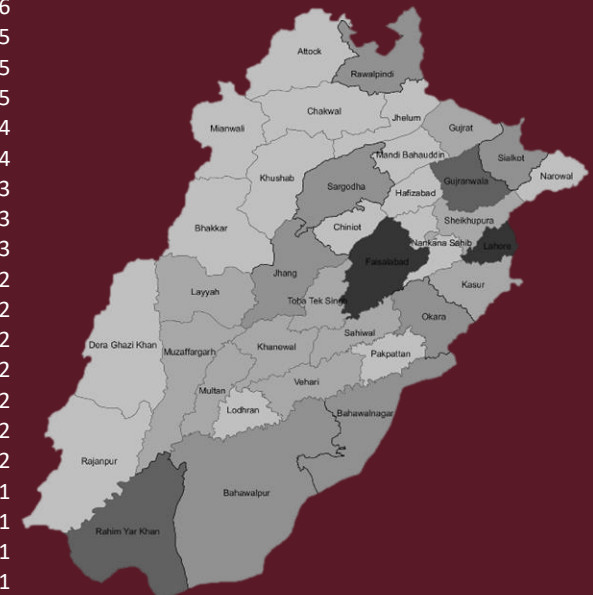 6
5
5
5
4
4
3
3
3
2
2
2
2
2
2
2
1
1
1
1
Attock
Rawalpindi
Chakwal
Jhelum
Mianwali
Gujrat
Mandi Bahauddin
Sialkot
Khushab
Narowal
Sargodha
Gujranwala
Hafizabad
Sheikhupura
Bhakkar
Chiniot
Nankana Sahib
Lahore
Faisalabad
Jhang
Kasur
Layyah
Toba Tek Singh
Okara
Sahiwal
Dera Ghazi Khan
Muzaffargarh
Khanewal
Pakpattan
Vehari
Multan
Lodhran
Bahawalnagar
Rajanpur
Bahawalpur
Rahim Yar Khan